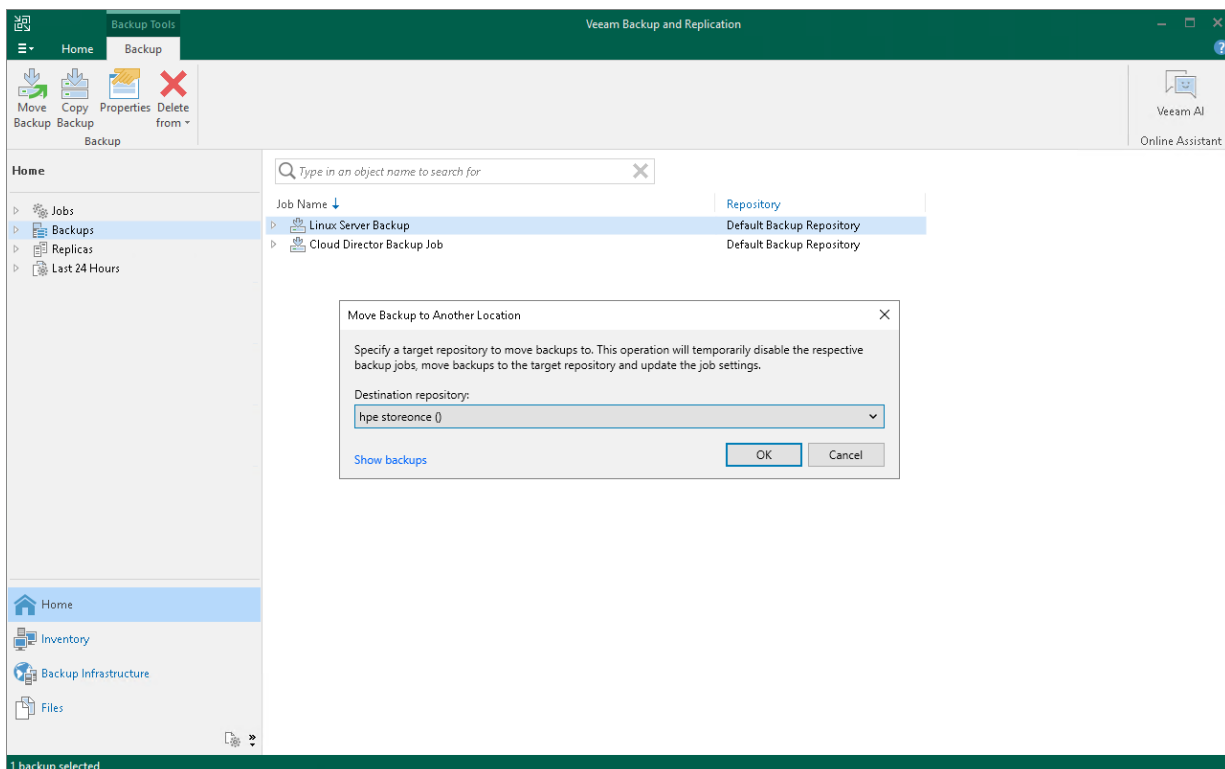 Backup Tools
Veeam Backup and Replication
Home Backup
Move Backup
Copy Backup
Properties
Delete from
Backup
Veeam AI
Online Assistant
Home
Type in an object name to search for
Jobs
Backups
Replicas
Last 24 Hours
Job Name Repository
Linux Server Backup Default Backup Repository
Cloud Director Backup Job Default Backup Repository
Move Backup to Another Location
Specify a target repository to move backups to. This operation will temporarily disable the respective
backup jobs, move backups to the target repository and update the job settings.
Destination repository:
hpe storeonce ()
Show backups OK Cancel
Home
Inventory
Backup Infrastructure
Files
1 backup selected